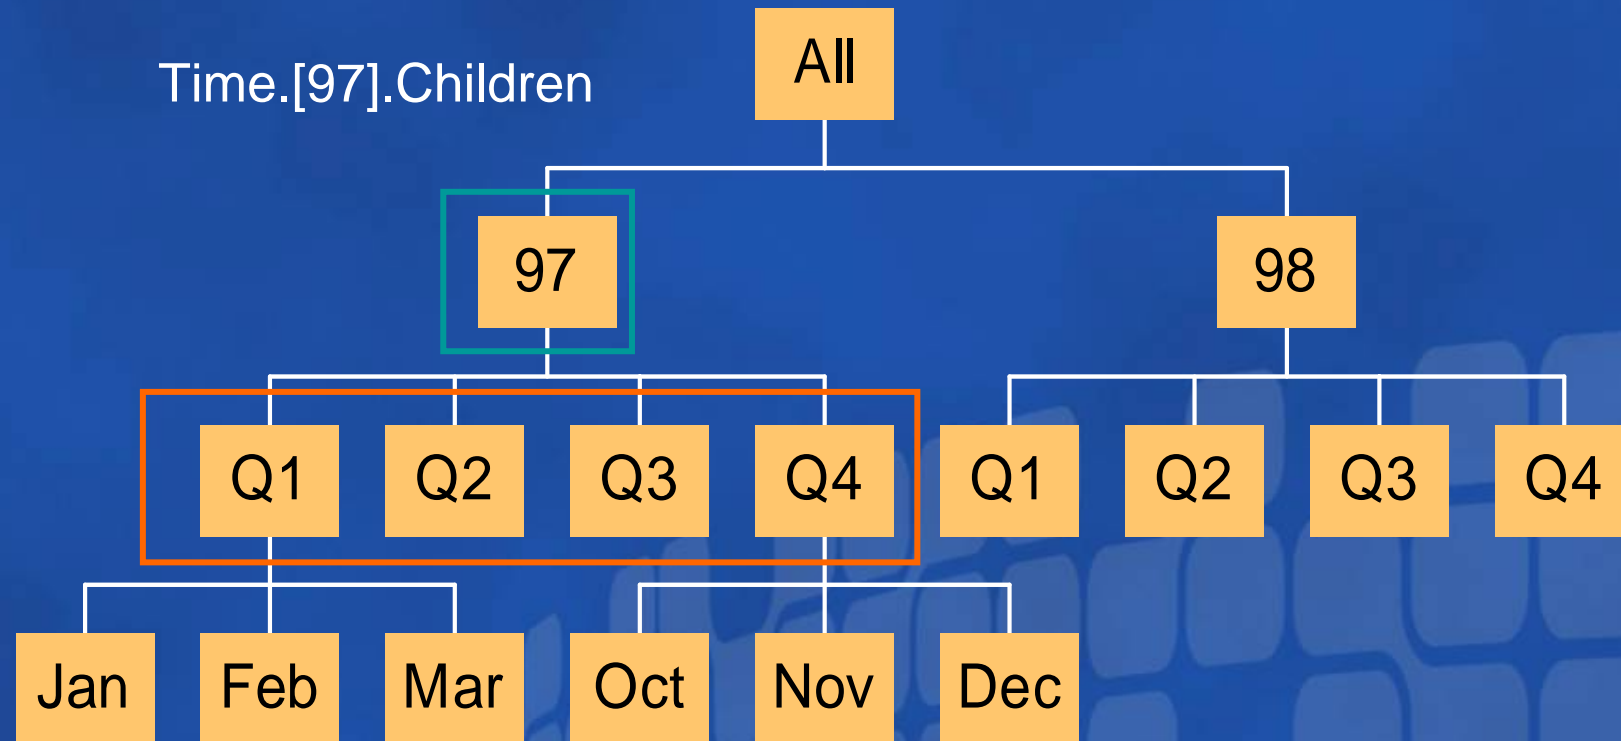 All
Time.[97].Children
97 98
Q1 Q2 Q3 Q4 Q1 Q2 Q3 Q4
Jan Feb Mar Oct Nov Dec